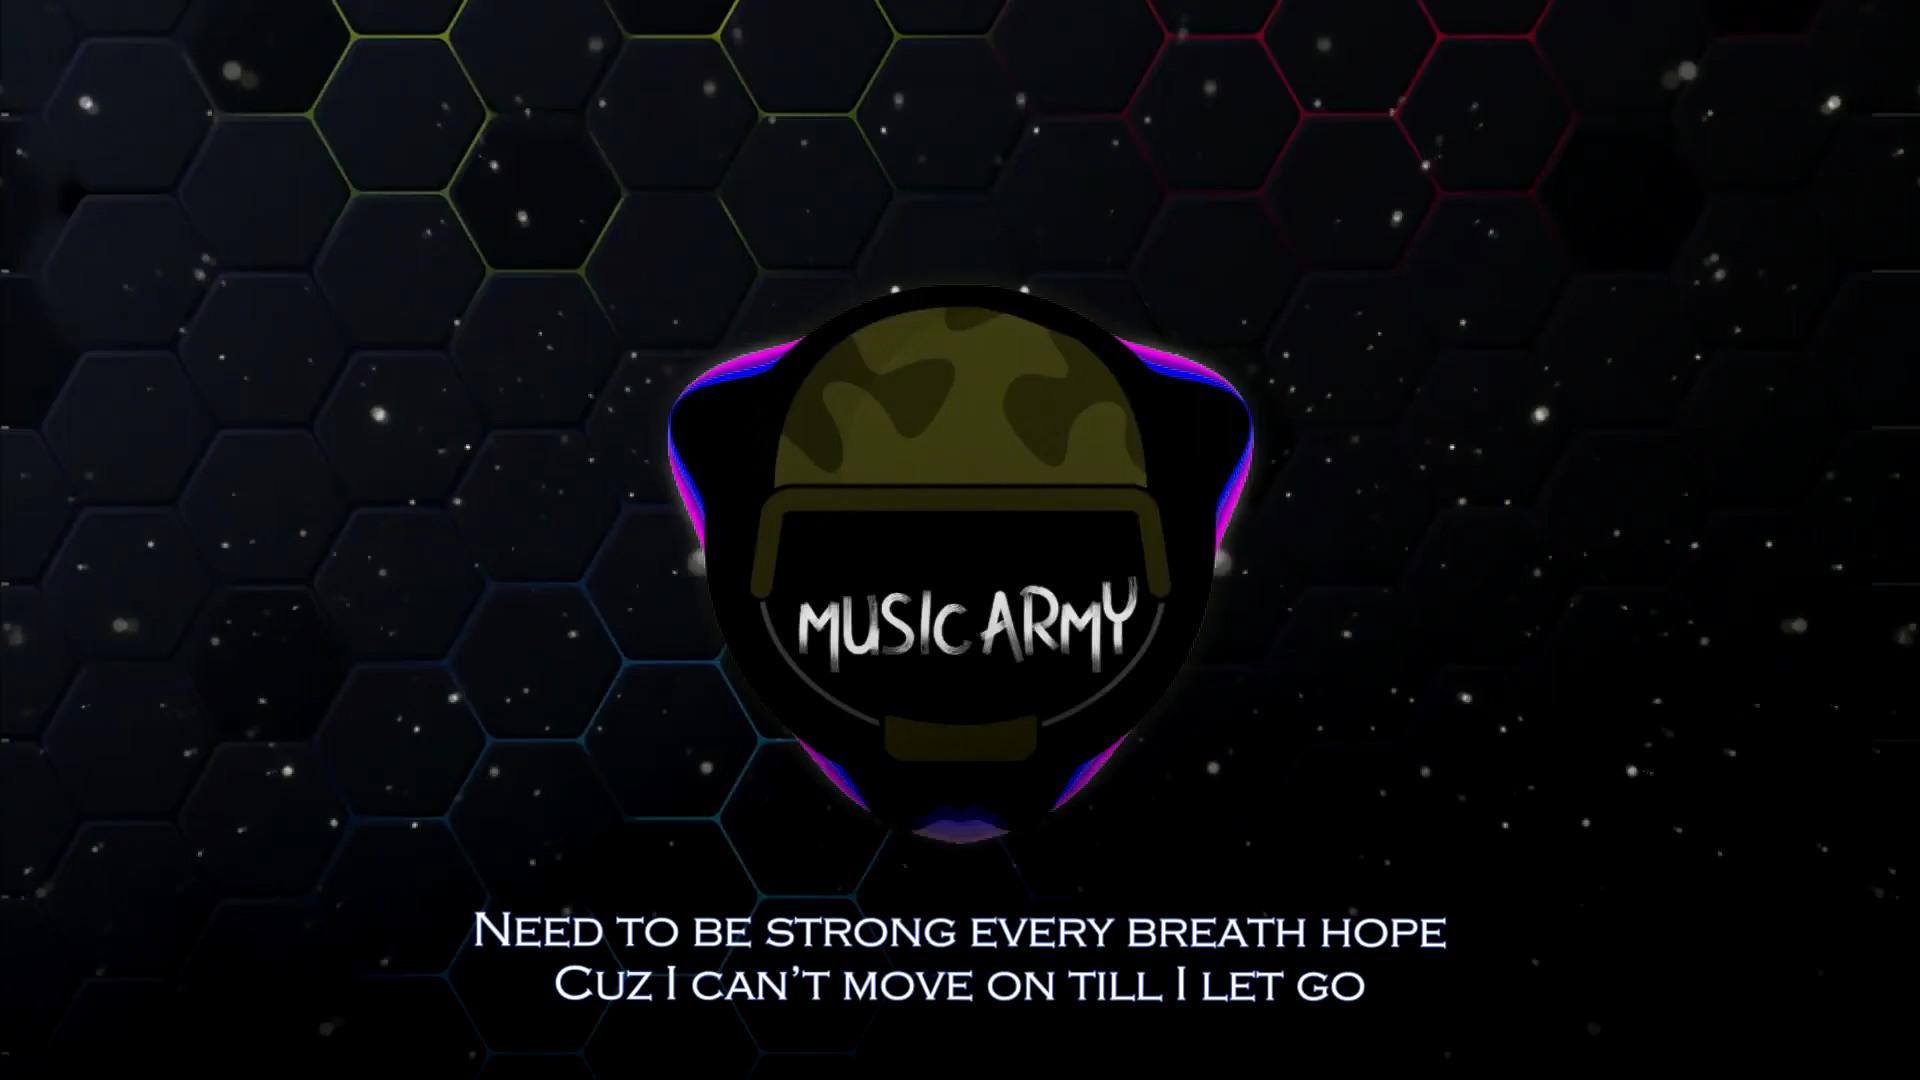 MUSIC ARMY
NEED TO BE STRONG EVERY BREATH HOPE
CUZ I CAN'T MOVE ON TILL I LET GO